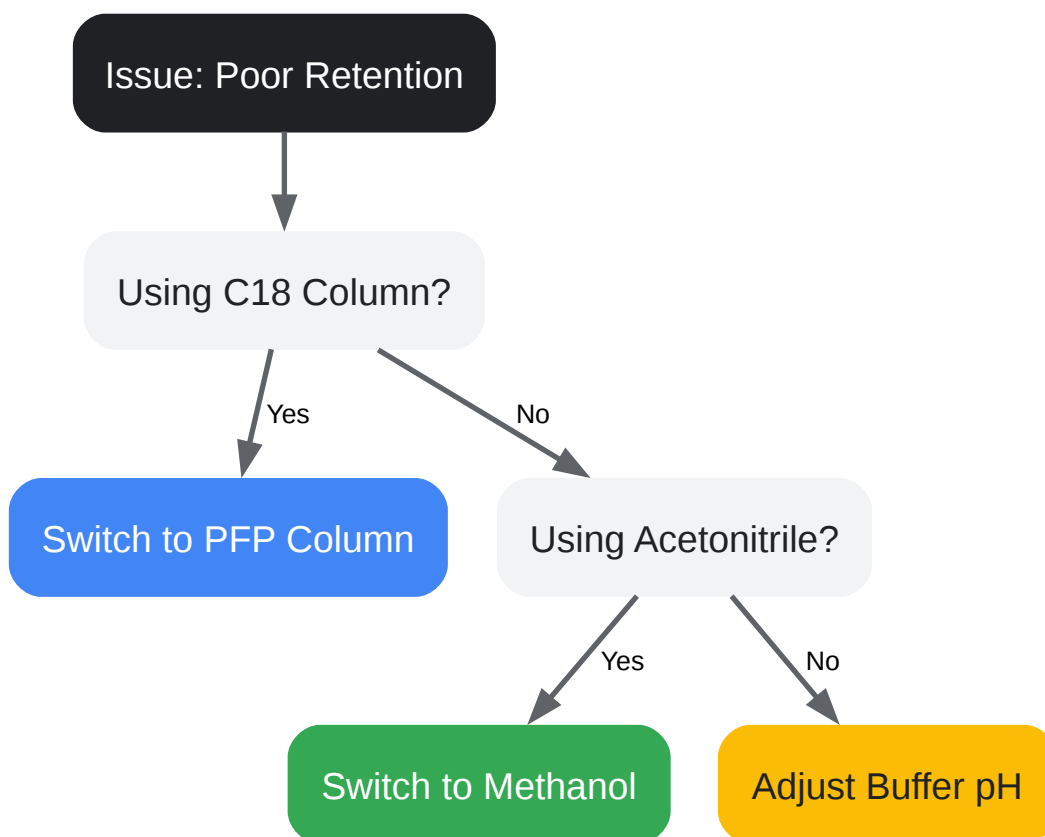 Issue: Poor Retention
Using C18 Column?
Yes
No
Switch to PFP Column
Using Acetonitrile?
Yes
No
Switch to Methanol
Adjust Buffer pH